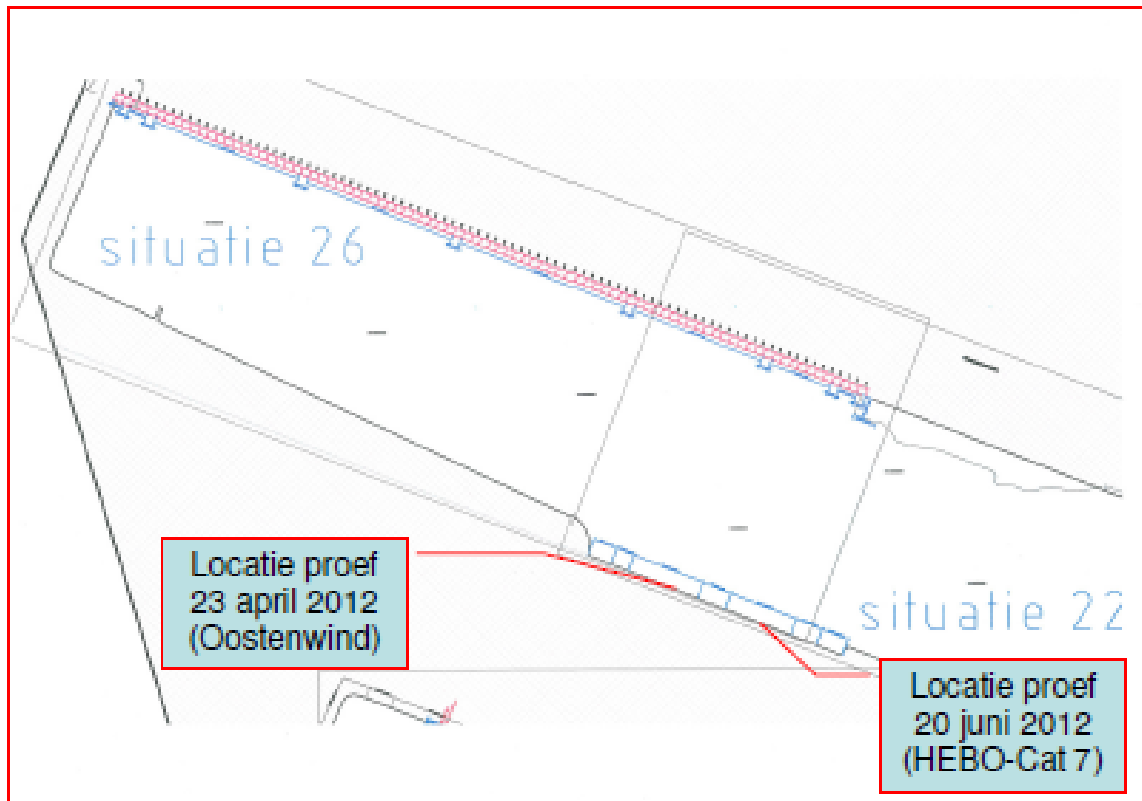 situatie 26
Locatie proef
23 april 2012
(Oostenwind)
situatie 22
Locatie proef
20 juni 2012
(HEBO-Cat 7)